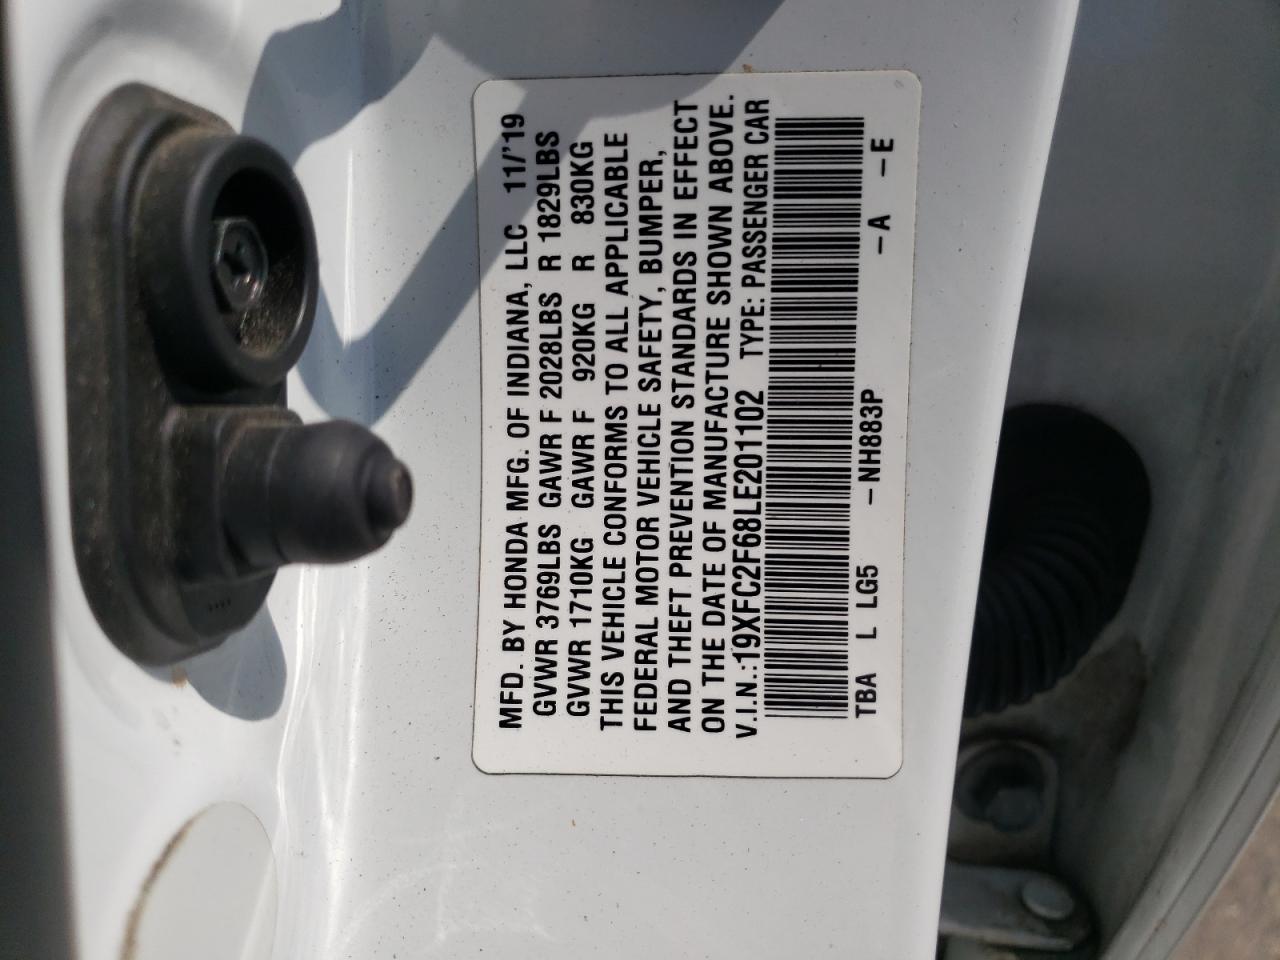 MFD. BY HONDA MFG. OF INDIANA, LLC 11/'19
GVWR 3769LBS GAWR F 2028LBS R 1829LBS
GVWR 1710KG GAWR F 920KG R 830KG
THIS VEHICLE CONFORMS TO ALL APPLICABLE
FEDERAL MOTOR VEHICLE SAFETY, BUMPER,
AND THEFT PREVENTION STANDARDS IN EFFECT
ON THE DATE OF MANUFACTURE SHOWN ABOVE.
V.I.N.:19XFC2F68LE201102 TYPE: PASSENGER CAR
TBA L LG5 -NH883P -A -E